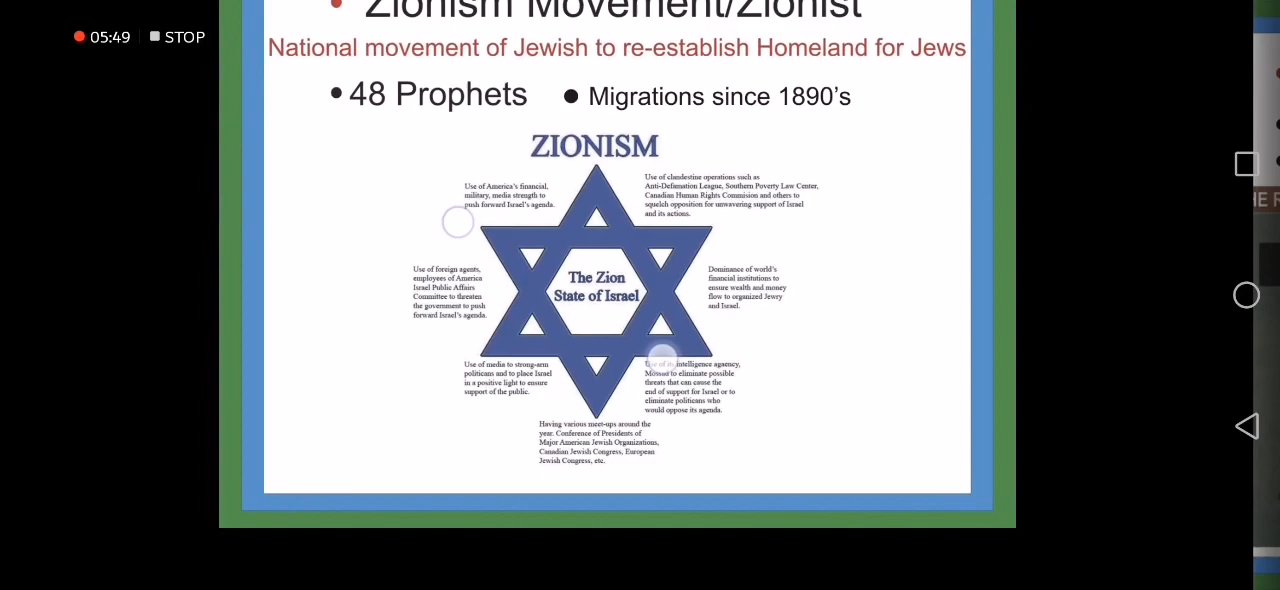 05:49 STOP
Zionism Movement/Zionist
National movement of Jewish to re-establish Homeland for Jews
48 Prophets
Migrations since 1890's
ZIONISM
Use of America's financial,
military, media strength to
push forward Israel's agenda.
Use of clandestine operations such as
Anti-Defamation League, Southern Poverty Law Center,
Canadian Human Rights Commision and others to
squelch opposition for unwavering support of Israel
and its actions.
Use of foreign agents,
employees of America
Israel Public Affairs
Committee to threaten
the government to push
forward Israel's agenda.
The Zion
State of Israel
Dominance of world's
financial institutions to
ensure wealth and money
flow to organized Jewry
and Israel.
Use of media to strong-arm
politicans and to place Israel
in a positive light to ensure
support of the public.
Use of its intelligence agaency,
Mossad to eliminate possible
threats that can cause the
end of support for Israel or to
eliminate politicans who
would oppose its agenda.
Having various meet-ups around the
year. Conference of Presidents of
Major American Jewish Organizations,
Canadian Jewish Congress, European
Jewish Congress, etc.